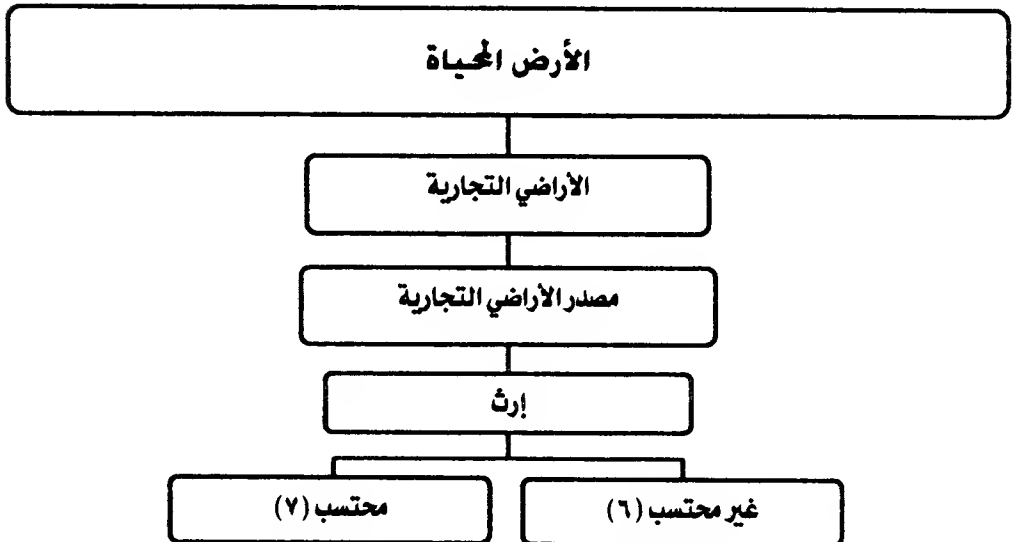 الأرض المحياة
الأراضي التجارية
مصدر الأراضي التجارية
إرث
غير محتسب (٦)
محتسب (٧)